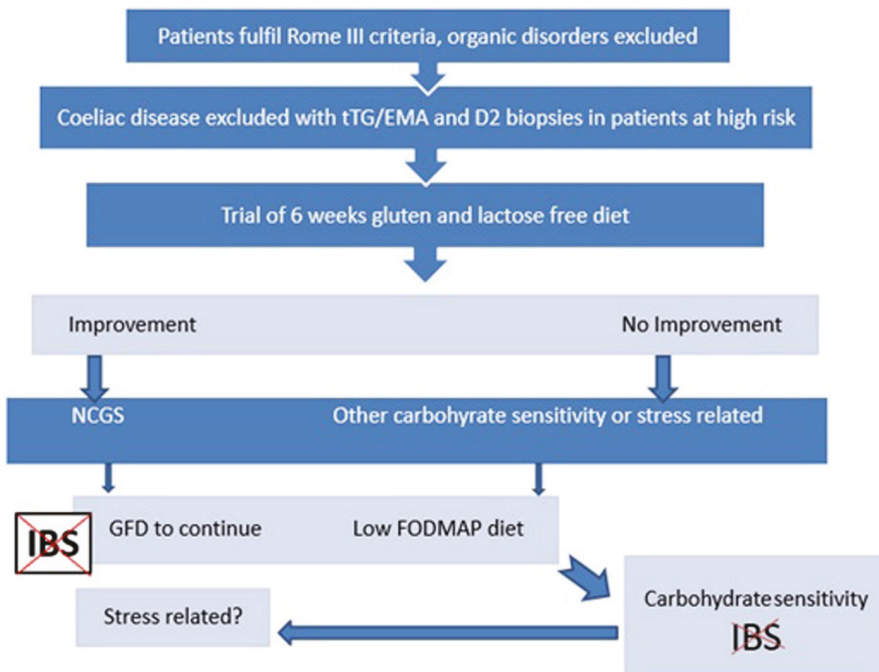 Patients fulfil Rome III criteria, organic disorders excluded
Coeliac disease excluded with tTG/EMA and D2 biopsies in patients at high risk
Trial of 6 weeks gluten and lactose free diet
Improvement
No Improvement
NCGS
Other carbohyrate sensitivity or stress related
IBS
GFD to continue
Low FODMAP diet
Carbohydrate sensitivity
IBS
Stress related?